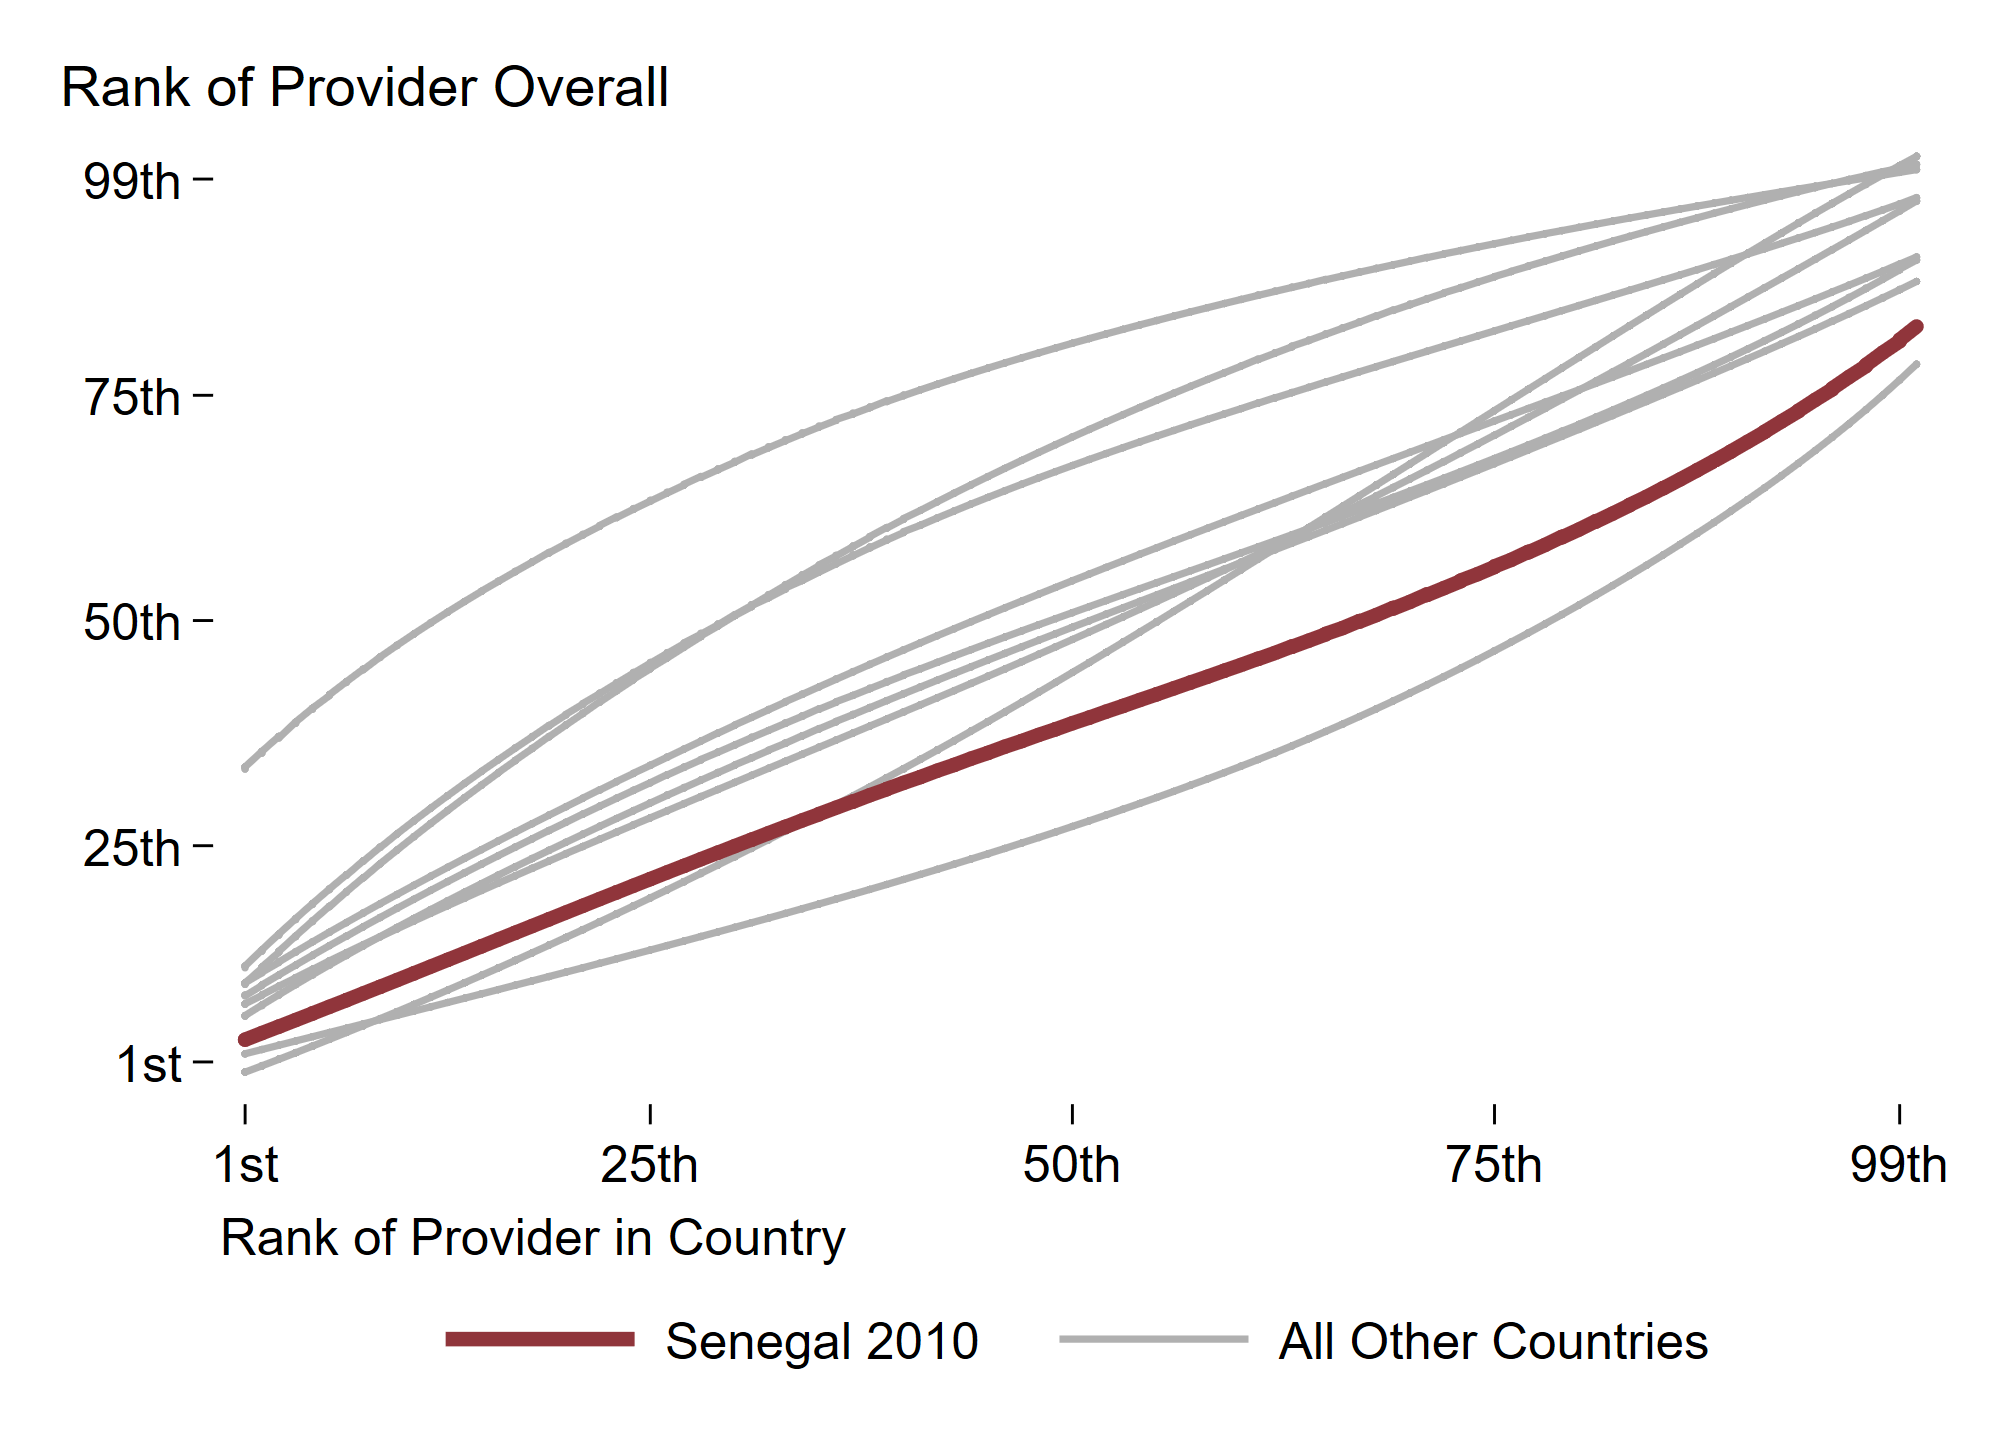 Rank of Provider Overall
99th
75th
50th
25th
1st
1st 25th 50th 75th 99th
Rank of Provider in Country
Senegal 2010 All Other Countries